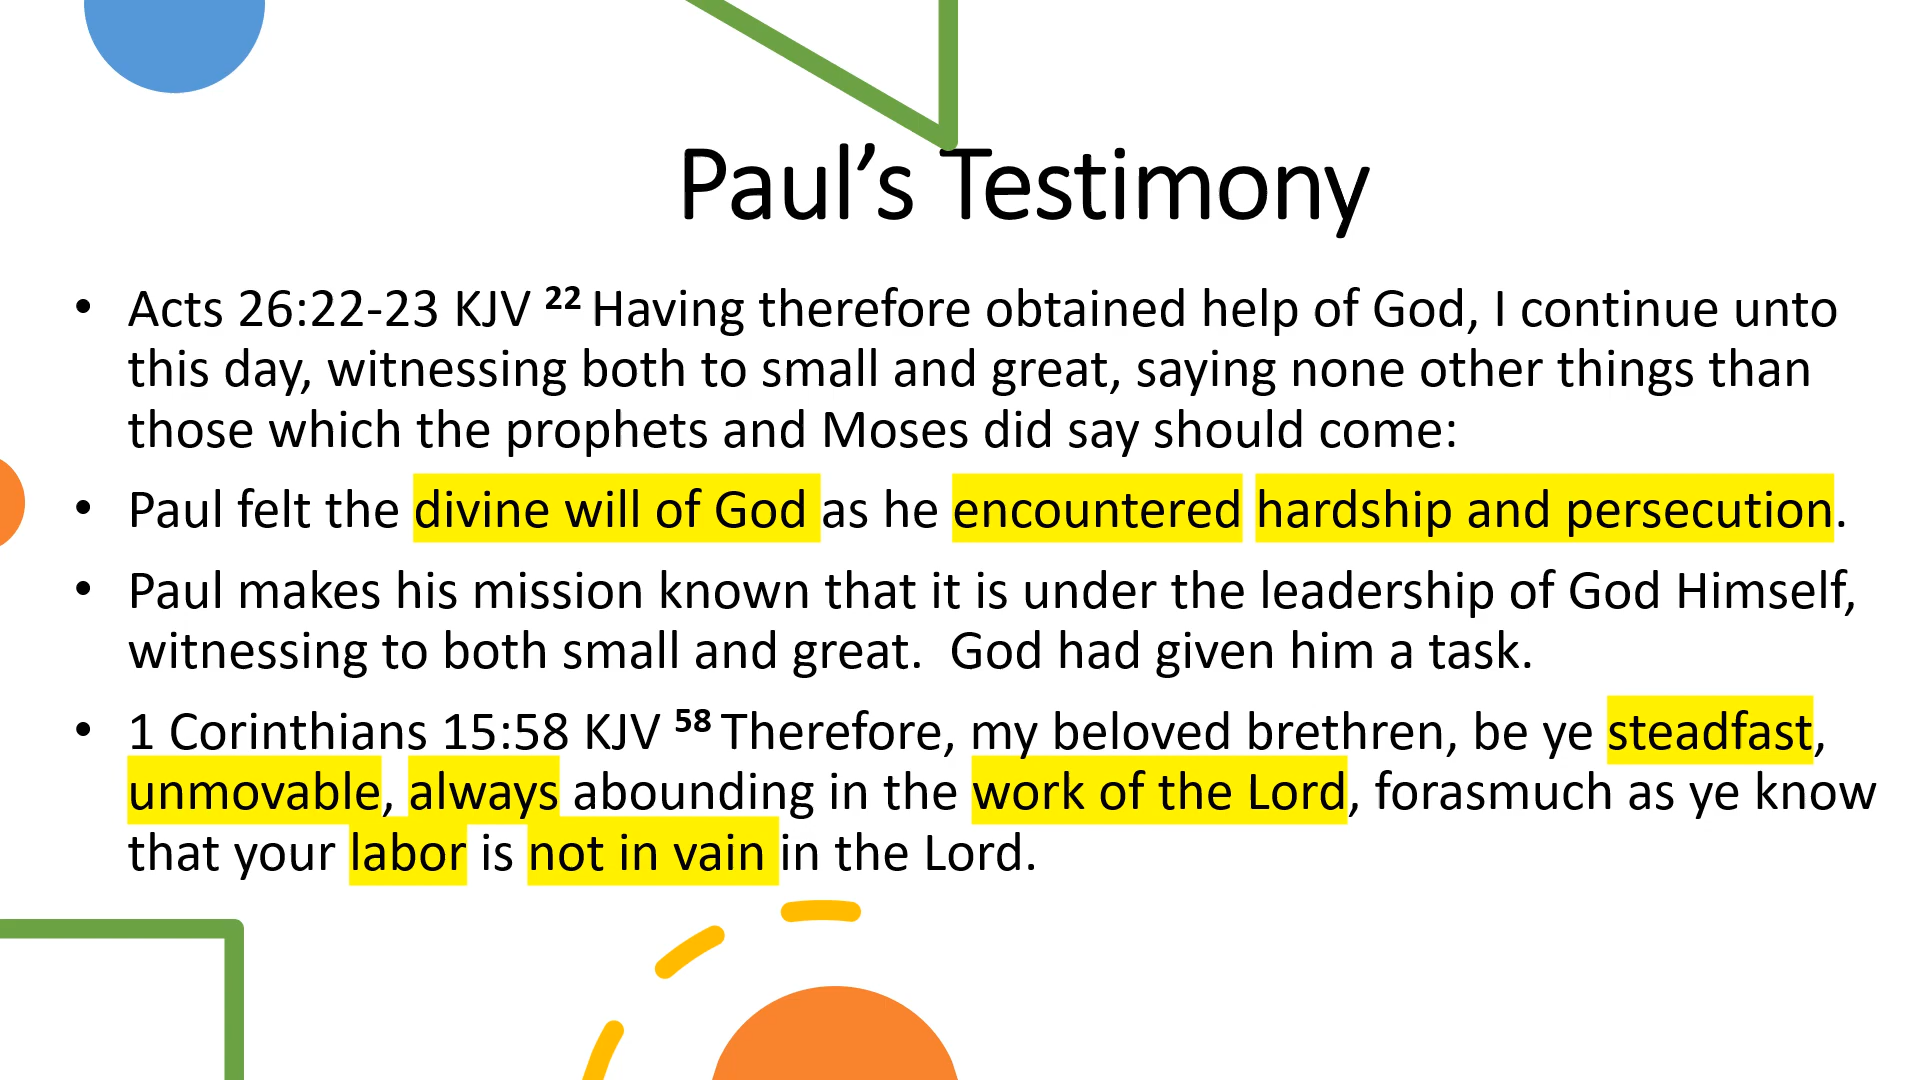 Paul’s Testimony
• Acts 26:22-23 KJV 22 Having therefore obtained help of God, I continue unto
this day, witnessing both to small and great, saying none other things than
those which the prophets and Moses did say should come:
• Paul felt the divine will of God as he encountered hardship and persecution.
• Paul makes his mission known that it is under the leadership of God Himself,
witnessing to both small and great.  God had given him a task.
• 1 Corinthians 15:58 KJV 58 Therefore, my beloved brethren, be ye steadfast,
unmovable, always abounding in the work of the Lord, forasmuch as ye know
that your labor is not in vain in the Lord.